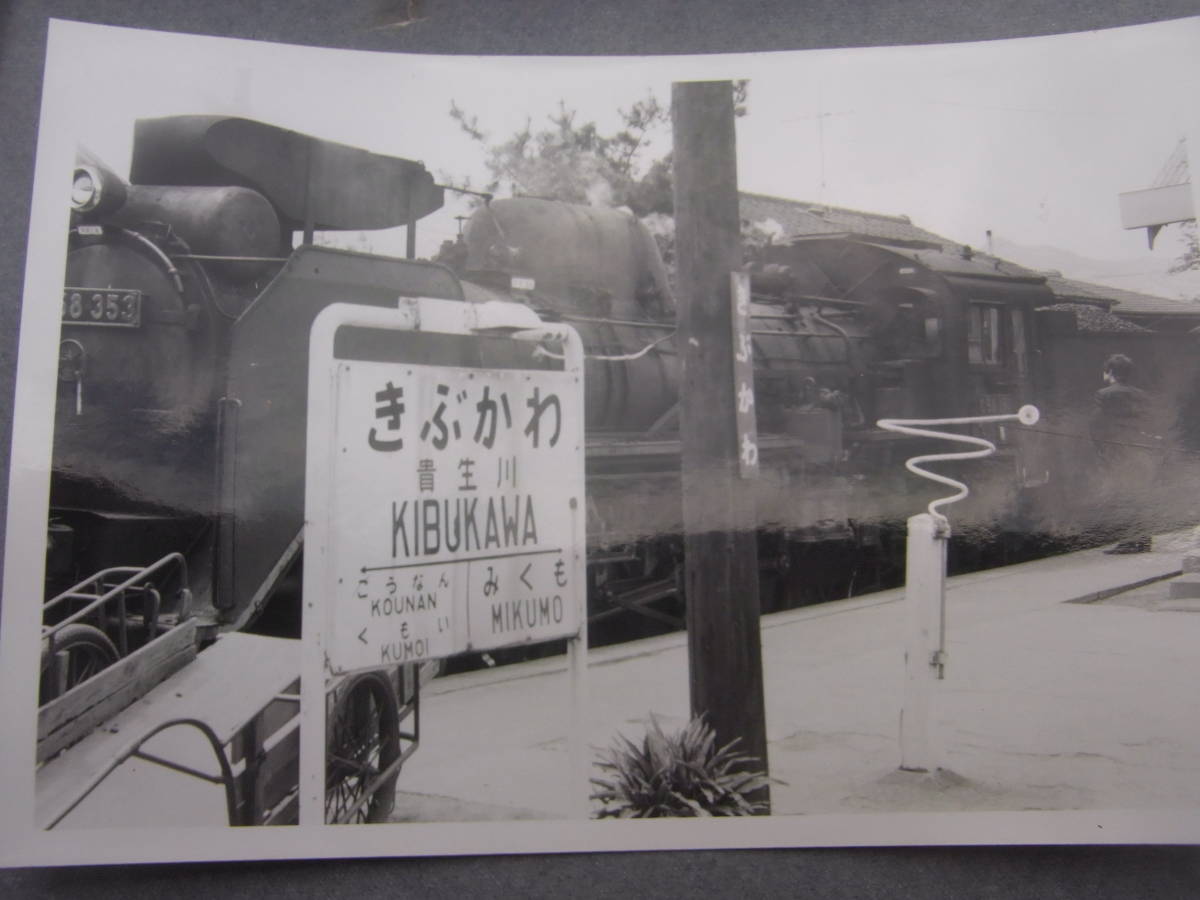 58 353
きぶかわ
貴生川
KIBUKAWA
こうなん
KOUNAN
くもい
KUMOI
みくも
MIKUMO
きぶかわ